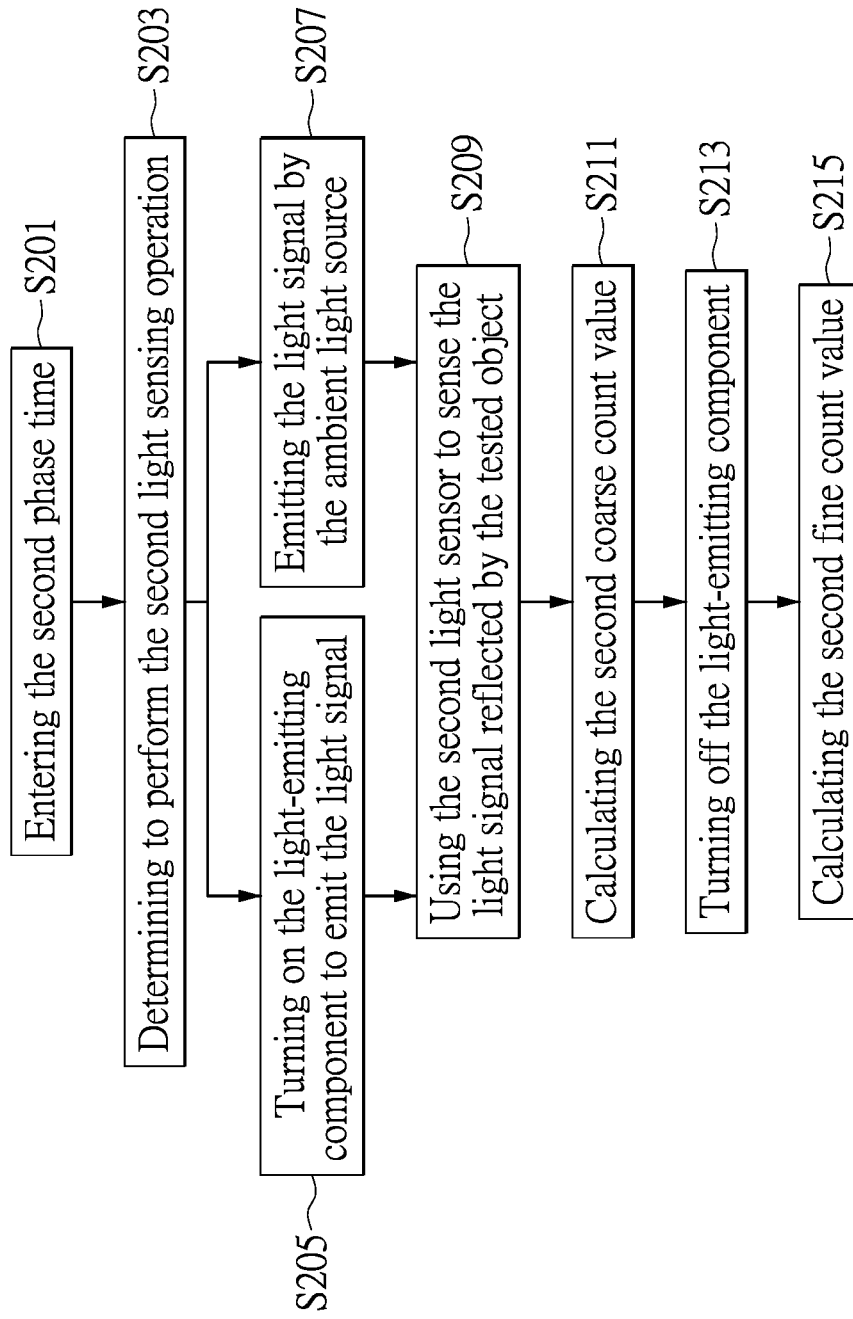 Entering the second phase time
S201
Determining to perform the second light sensing operation
S203
Turning on the light-emitting
component to emit the light signal
S205
Emitting the light signal by
the ambient light source
S207
Using the second light sensor to sense the
light signal reflected by the tested object
S209
Calculating the second coarse count value
S211
Turning off the light-emitting component
S213
Calculating the second fine count value
S215